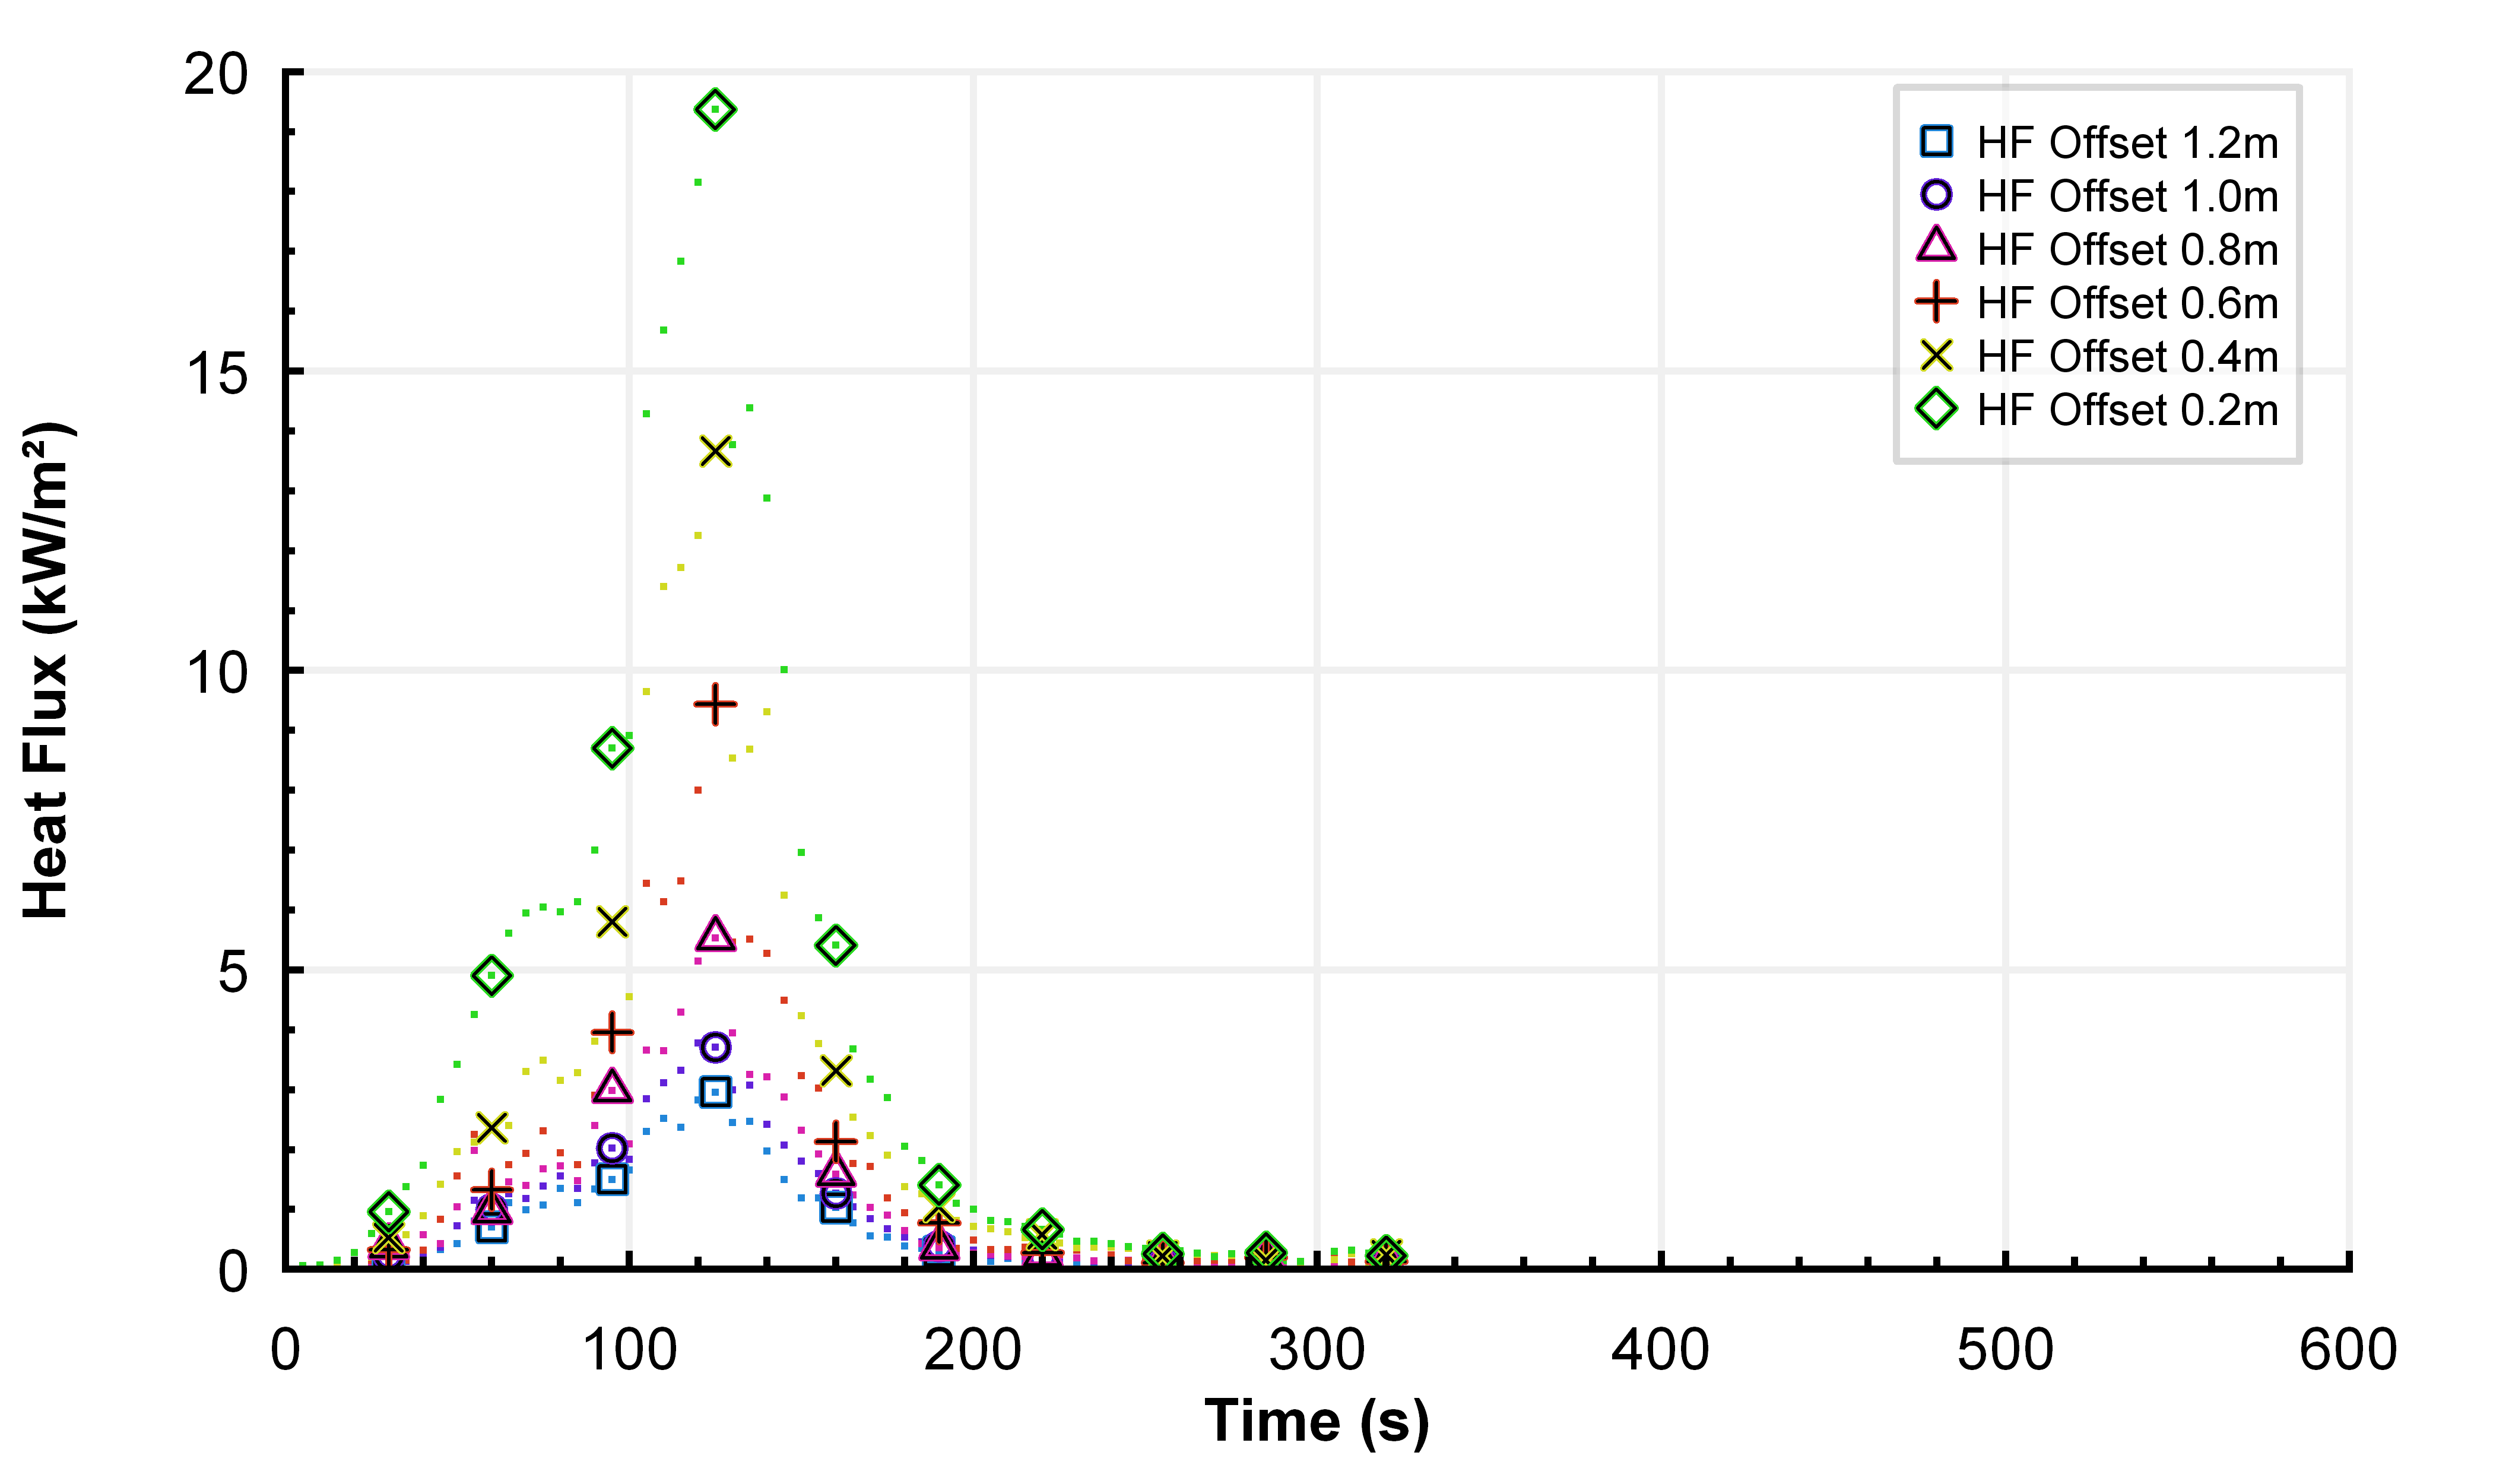 20
15
10
5
0
Heat Flux (kW/m²)
HF Offset 1.2m
HF Offset 1.0m
HF Offset 0.8m
HF Offset 0.6m
HF Offset 0.4m
HF Offset 0.2m
0 100 200 300 400 500 600
Time (s)